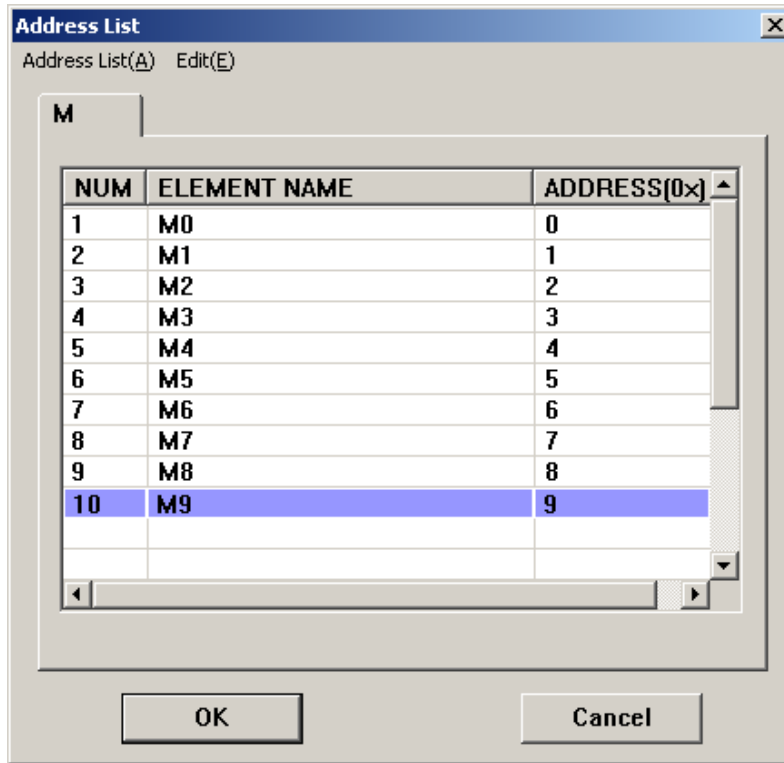 Address List
Address List(A) Edit(E)
M
NUM ELEMENT NAME ADDRESS(0x)
1 M0 0
2 M1 1
3 M2 2
4 M3 3
5 M4 4
6 M5 5
7 M6 6
8 M7 7
9 M8 8
10 M9 9
OK Cancel